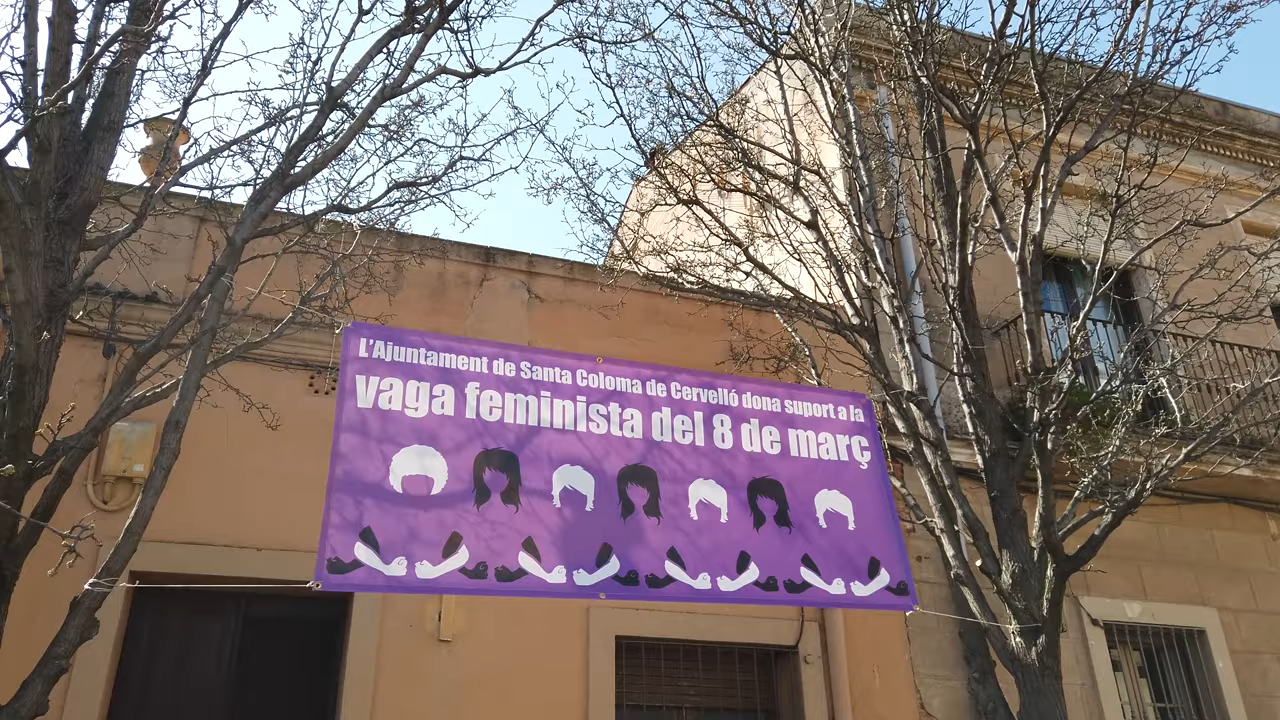 L'Ajuntament de Santa Coloma de Cervelló dona suport a la
vaga feminista del 8 de març